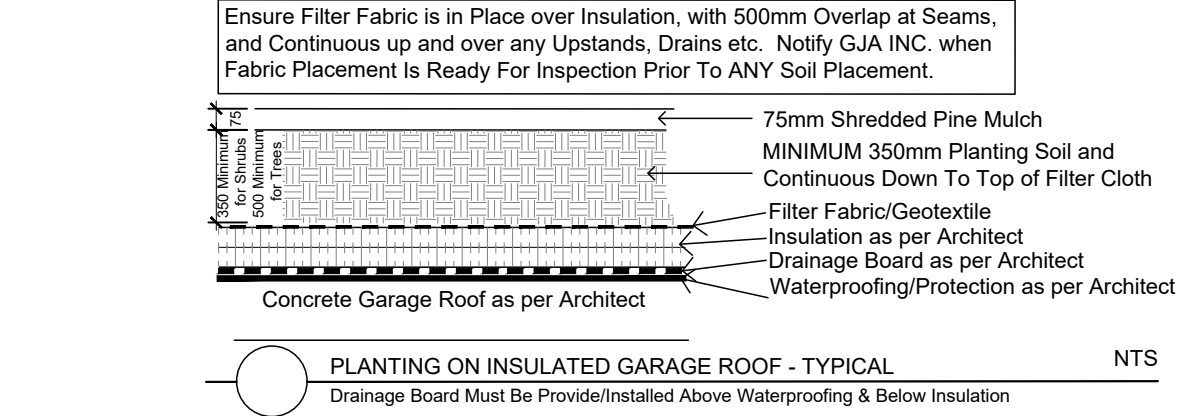 Ensure Filter Fabric is in Place over Insulation, with 500mm Overlap at Seams,
and Continuous up and over any Upstands, Drains etc.  Notify GJA INC. when
Fabric Placement Is Ready For Inspection Prior To ANY Soil Placement.
75
350 Minimum
for Shrubs
500 Minimum
for Trees
75mm Shredded Pine Mulch
MINIMUM 350mm Planting Soil and
Continuous Down To Top of Filter Cloth
Filter Fabric/Geotextile
Insulation as per Architect
Drainage Board as per Architect
Waterproofing/Protection as per Architect
Concrete Garage Roof as per Architect
PLANTING ON INSULATED GARAGE ROOF - TYPICAL
NTS
Drainage Board Must Be Provide/Installed Above Waterproofing & Below Insulation